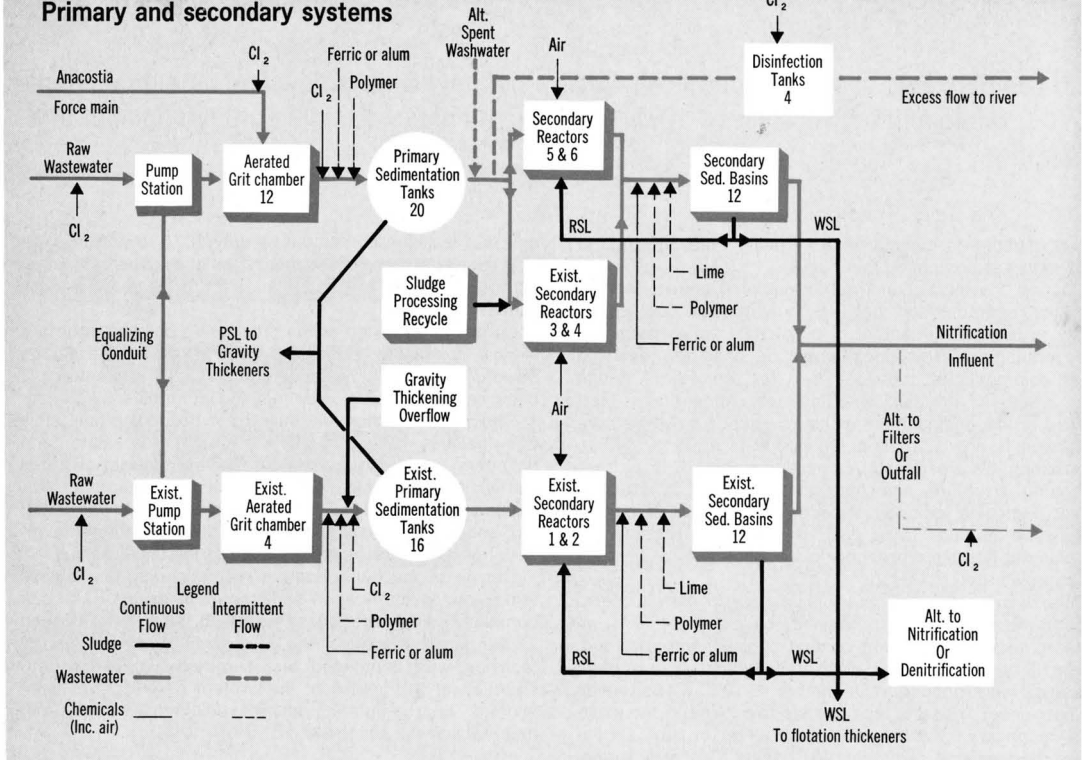 Primary and secondary systems
Cl2
Alt.
Spent
Washwater
Air
Disinfection
Tanks
4
Excess flow to river
Anacostia
Force main
Cl2
Ferric or alum
Cl2
Polymer
Raw
Wastewater
Cl2
Pump
Station
Aerated
Grit chamber
12
Primary
Sedimentation
Tanks
20
Secondary
Reactors
5 & 6
Secondary
Sed. Basins
12
RSL
WSL
Lime
Polymer
Ferric or alum
Sludge
Processing
Recycle
Exist.
Secondary
Reactors
3 & 4
Equalizing
Conduit
PSL to
Gravity
Thickeners
Gravity
Thickening
Overflow
Air
Nitrification
Influent
Alt. to
Filters
Or
Outfall
Cl2
Raw
Wastewater
Cl2
Exist.
Pump
Station
Exist.
Aerated
Grit chamber
4
Exist.
Primary
Sedimentation
Tanks
16
Exist.
Secondary
Reactors
1 & 2
Exist.
Secondary
Sed. Basins
12
Cl2
Polymer
Ferric or alum
Lime
Polymer
Ferric or alum
RSL
WSL
Alt. to
Nitrification
Or
Denitrification
WSL
To flotation thickeners
Legend
Continuous
Flow
Intermittent
Flow
Sludge
Wastewater
Chemicals
(Inc. air)